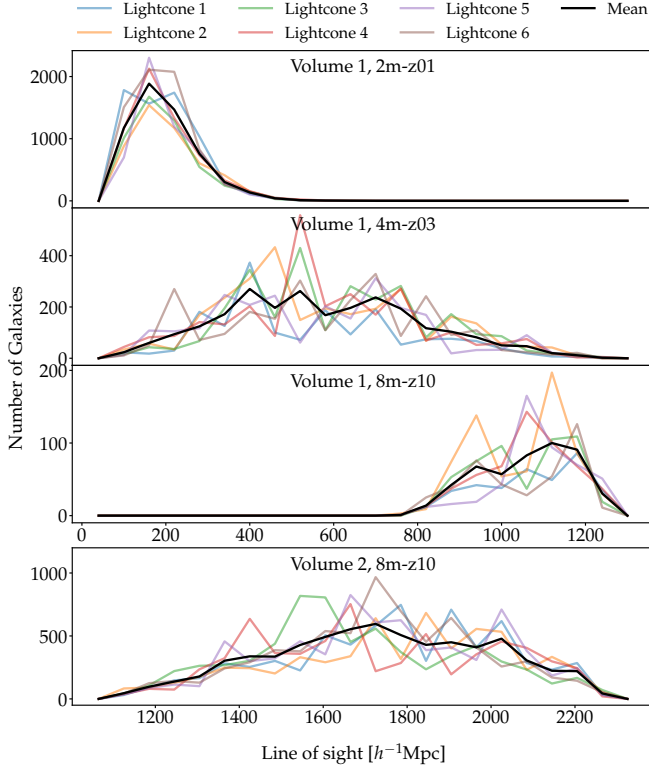 Lightcone 1 Lightcone 3 Lightcone 5 Mean
Lightcone 2 Lightcone 4 Lightcone 6
Volume 1, 2m-z01
2000
1000
0
Volume 1, 4m-z03
400
200
0
Volume 1, 8m-z10
200
100
0
0 200 400 600 800 1000 1200
Volume 2, 8m-z10
1000
500
0
1200 1400 1600 1800 2000 2200
Number of Galaxies
Line of sight [h⁻¹Mpc]